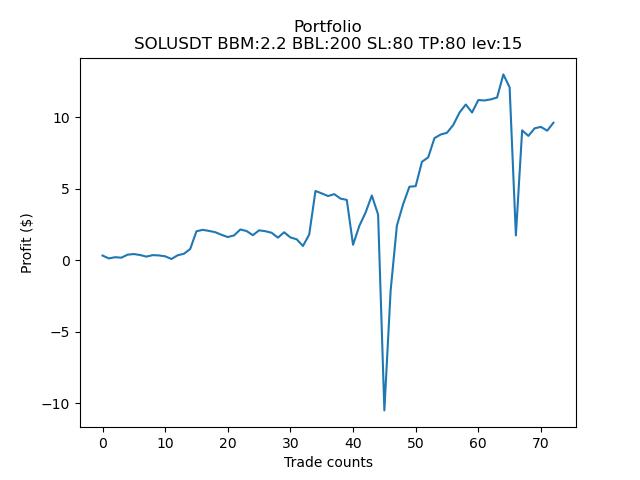 Portfolio
SOLUSDT BBM:2.2 BBL:200 SL:80 TP:80 lev:15
Profit ($)
10
5
0
−5
−10
0 10 20 30 40 50 60 70
Trade counts